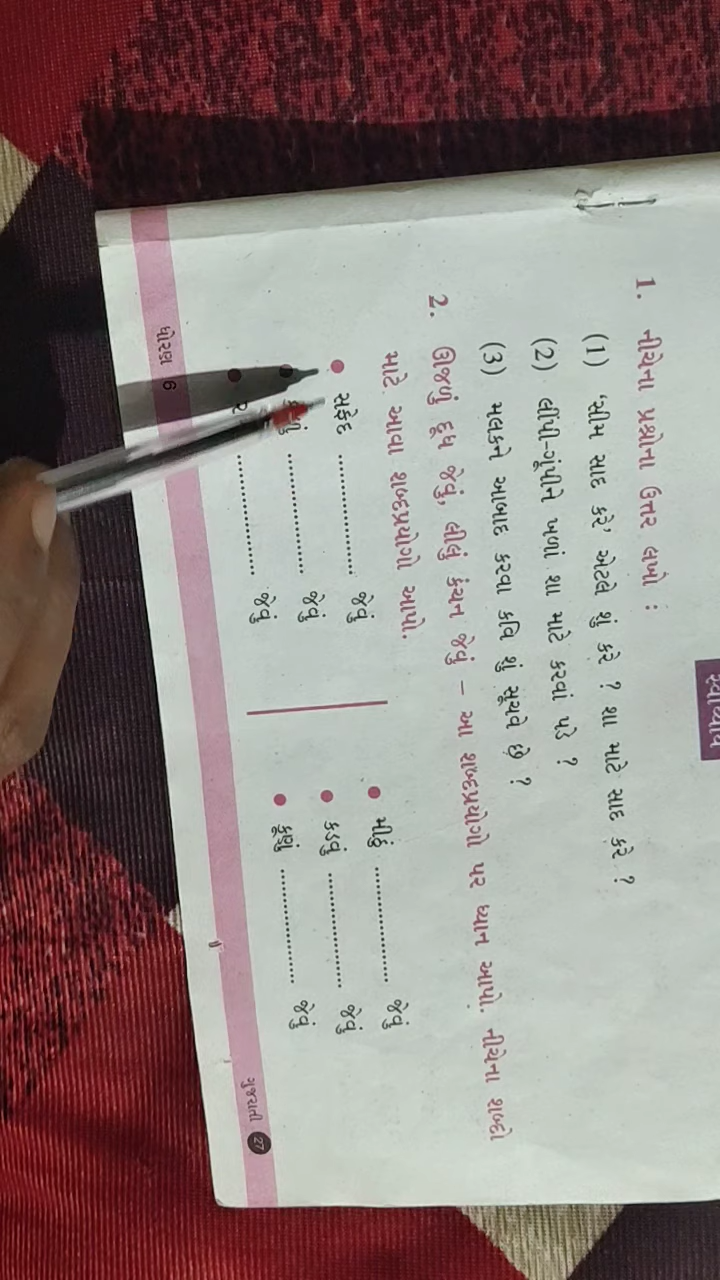 સ્વાધ્યાય
1. નીચેના પ્રશ્નોના ઉત્તર લખો :
(1) 'સીમ સાદ કરે' એટલે શું કરે ? શા માટે સાદ કરે ?
(2) લીપી-ગૂંપીને ખળાં શા માટે કરવાં પડે ?
(3) મલકને આબાદ કરવા કવિ શું સૂચવે છે ?
2. ઊજળું દૂધ જેવું, લીલું કંચન જેવું – આ શબ્દપ્રયોગો પર ધ્યાન આપો. નીચેના શબ્દો
માટે આવા શબ્દપ્રયોગો આપો.
• સફેદ .................... જેવું • મીઠું .................... જેવું
• .................... જેવું • કડવું .................... જેવું
• .................... જેવું • કૂણું .................... જેવું
ધોરણ 6 ગુજરાતી 27